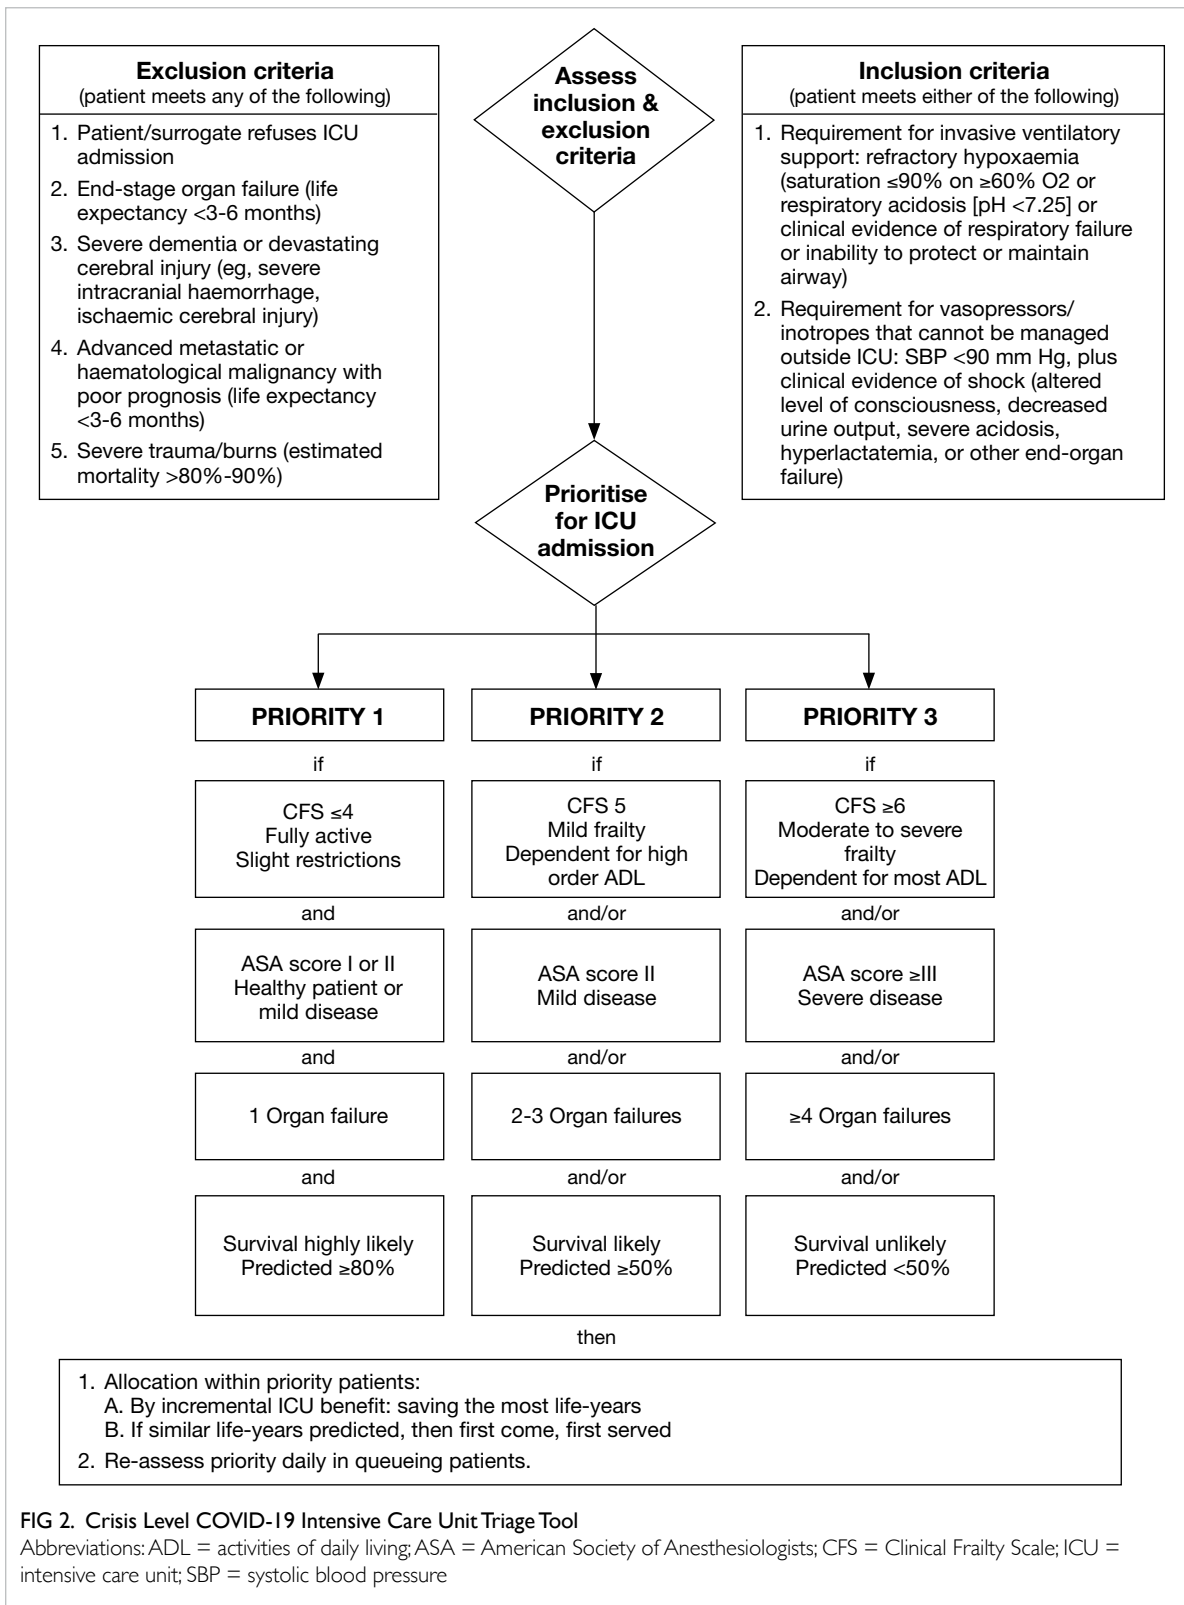 Exclusion criteria
(patient meets any of the following)
1. Patient/surrogate refuses ICU
admission
2. End-stage organ failure (life
expectancy <3-6 months)
3. Severe dementia or devastating
cerebral injury (eg, severe
intracranial haemorrhage,
ischaemic cerebral injury)
4. Advanced metastatic or
haematological malignancy with
poor prognosis (life expectancy
<3-6 months)
5. Severe trauma/burns (estimated
mortality >80%-90%)
Assess
inclusion &
exclusion
criteria
Inclusion criteria
(patient meets either of the following)
1. Requirement for invasive ventilatory
support: refractory hypoxaemia
(saturation ≤90% on ≥60% O2 or
respiratory acidosis [pH <7.25] or
clinical evidence of respiratory failure
or inability to protect or maintain
airway)
2. Requirement for vasopressors/
inotropes that cannot be managed
outside ICU: SBP <90 mm Hg, plus
clinical evidence of shock (altered
level of consciousness, decreased
urine output, severe acidosis,
hyperlactatemia, or other end-organ
failure)
Prioritise
for ICU
admission
PRIORITY 1
if
CFS ≤4
Fully active
Slight restrictions
and
ASA score I or II
Healthy patient or
mild disease
and
1 Organ failure
and
Survival highly likely
Predicted ≥80%
PRIORITY 2
if
CFS 5
Mild frailty
Dependent for high
order ADL
and/or
ASA score II
Mild disease
and/or
2-3 Organ failures
and/or
Survival likely
Predicted ≥50%
PRIORITY 3
if
CFS ≥6
Moderate to severe
frailty
Dependent for most ADL
and/or
ASA score ≥III
Severe disease
and/or
≥4 Organ failures
and/or
Survival unlikely
Predicted <50%
then
1. Allocation within priority patients:
A. By incremental ICU benefit: saving the most life-years
B. If similar life-years predicted, then first come, first served
2. Re-assess priority daily in queueing patients.
FIG 2. Crisis Level COVID-19 Intensive Care Unit Triage Tool
Abbreviations: ADL = activities of daily living; ASA = American Society of Anesthesiologists; CFS = Clinical Frailty Scale; ICU =
intensive care unit; SBP = systolic blood pressure